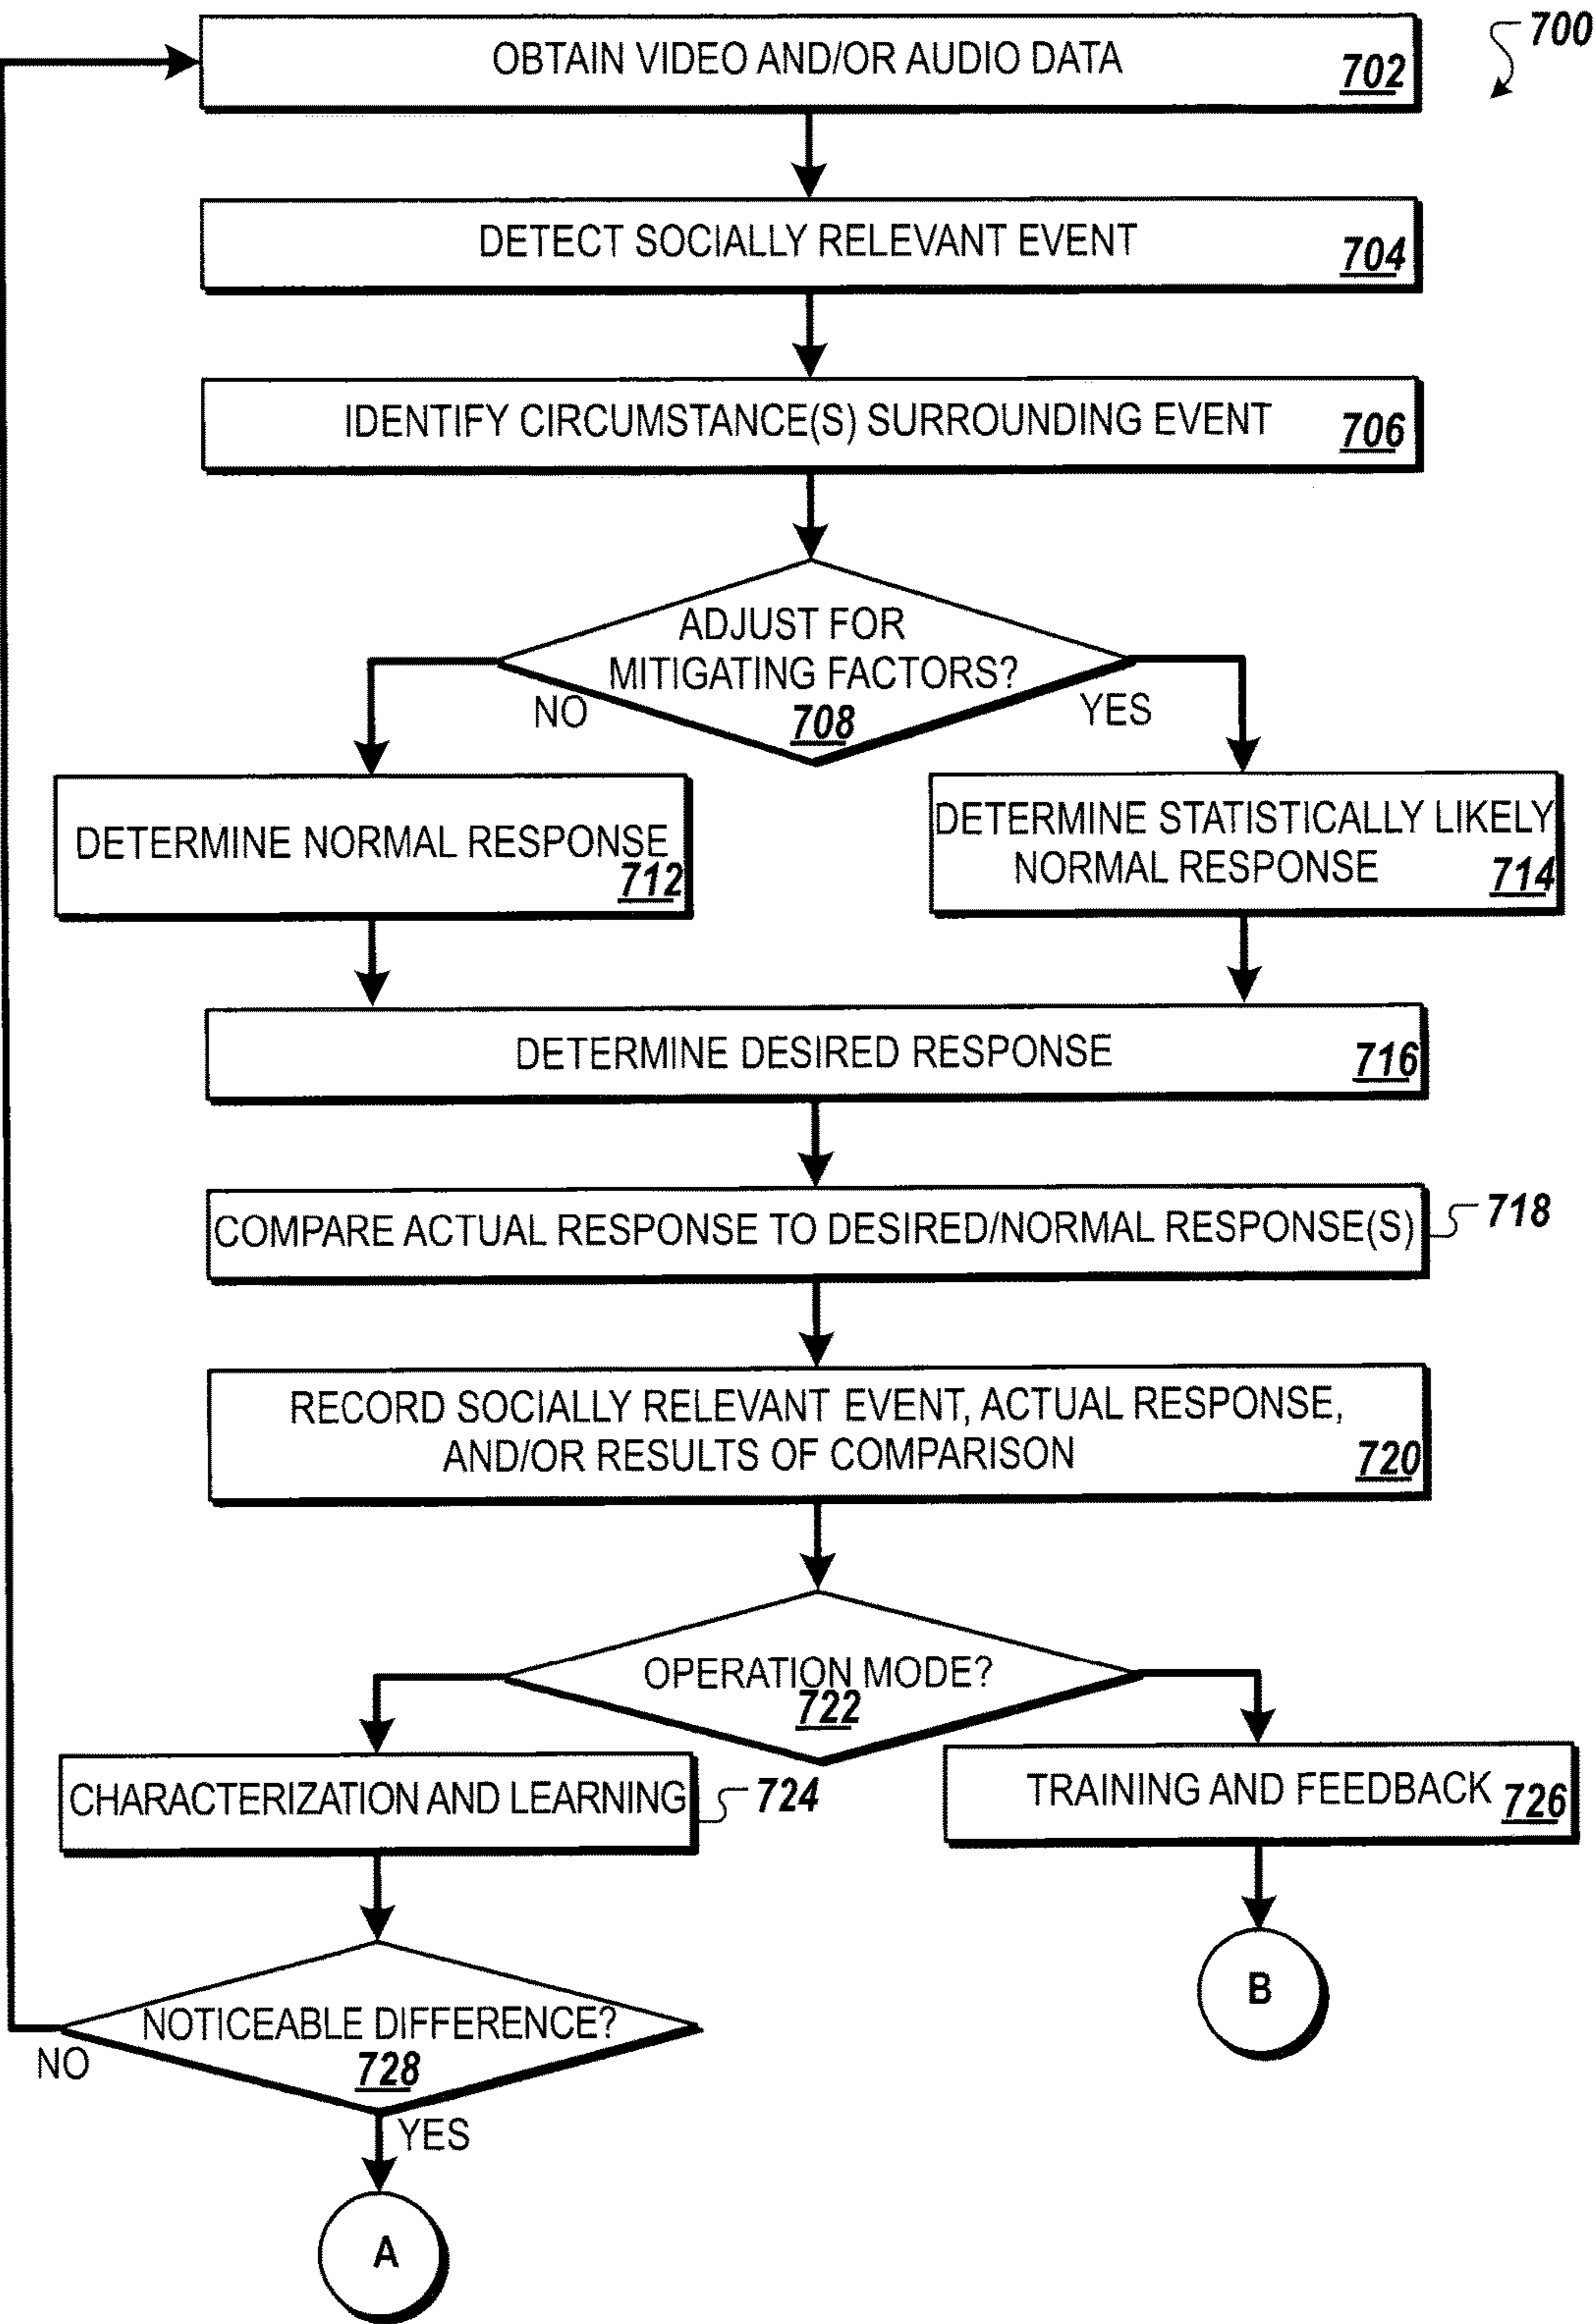 700
OBTAIN VIDEO AND/OR AUDIO DATA
702
DETECT SOCIALLY RELEVANT EVENT
704
IDENTIFY CIRCUMSTANCE(S) SURROUNDING EVENT
706
ADJUST FOR
MITIGATING FACTORS?
708
NO
YES
DETERMINE NORMAL RESPONSE
712
DETERMINE STATISTICALLY LIKELY
NORMAL RESPONSE
714
DETERMINE DESIRED RESPONSE
716
COMPARE ACTUAL RESPONSE TO DESIRED/NORMAL RESPONSE(S)
718
RECORD SOCIALLY RELEVANT EVENT, ACTUAL RESPONSE,
AND/OR RESULTS OF COMPARISON
720
OPERATION MODE?
722
CHARACTERIZATION AND LEARNING
724
TRAINING AND FEEDBACK
726
B
NOTICEABLE DIFFERENCE?
728
NO
YES
A